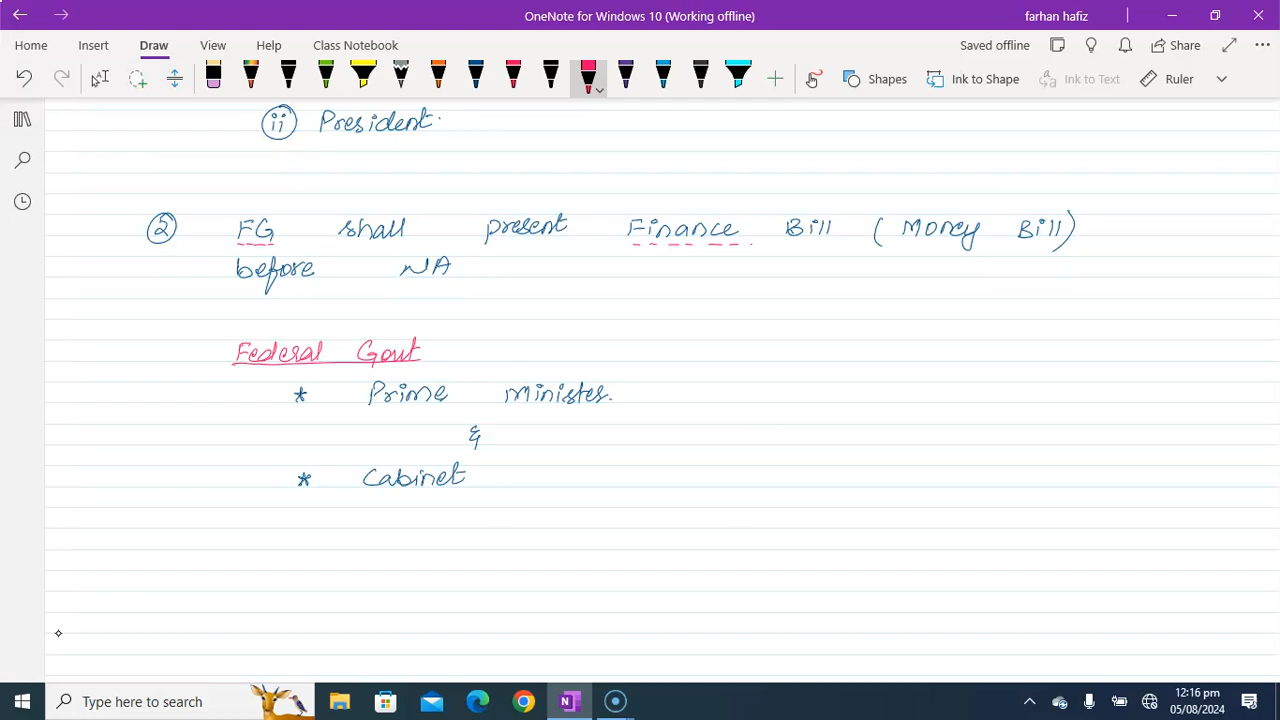 OneNote for Windows 10 (Working offline)
farhan hafiz
Home Insert Draw View Help Class Notebook
Saved offline Share
Shapes Ink to Shape Ink to Text Ruler
ii President.
2 FG shall present Finance Bill (Money Bill)
before NA
Federal Govt
* Prime Minister.
&
* Cabinet
Type here to search
12:16 pm
05/08/2024